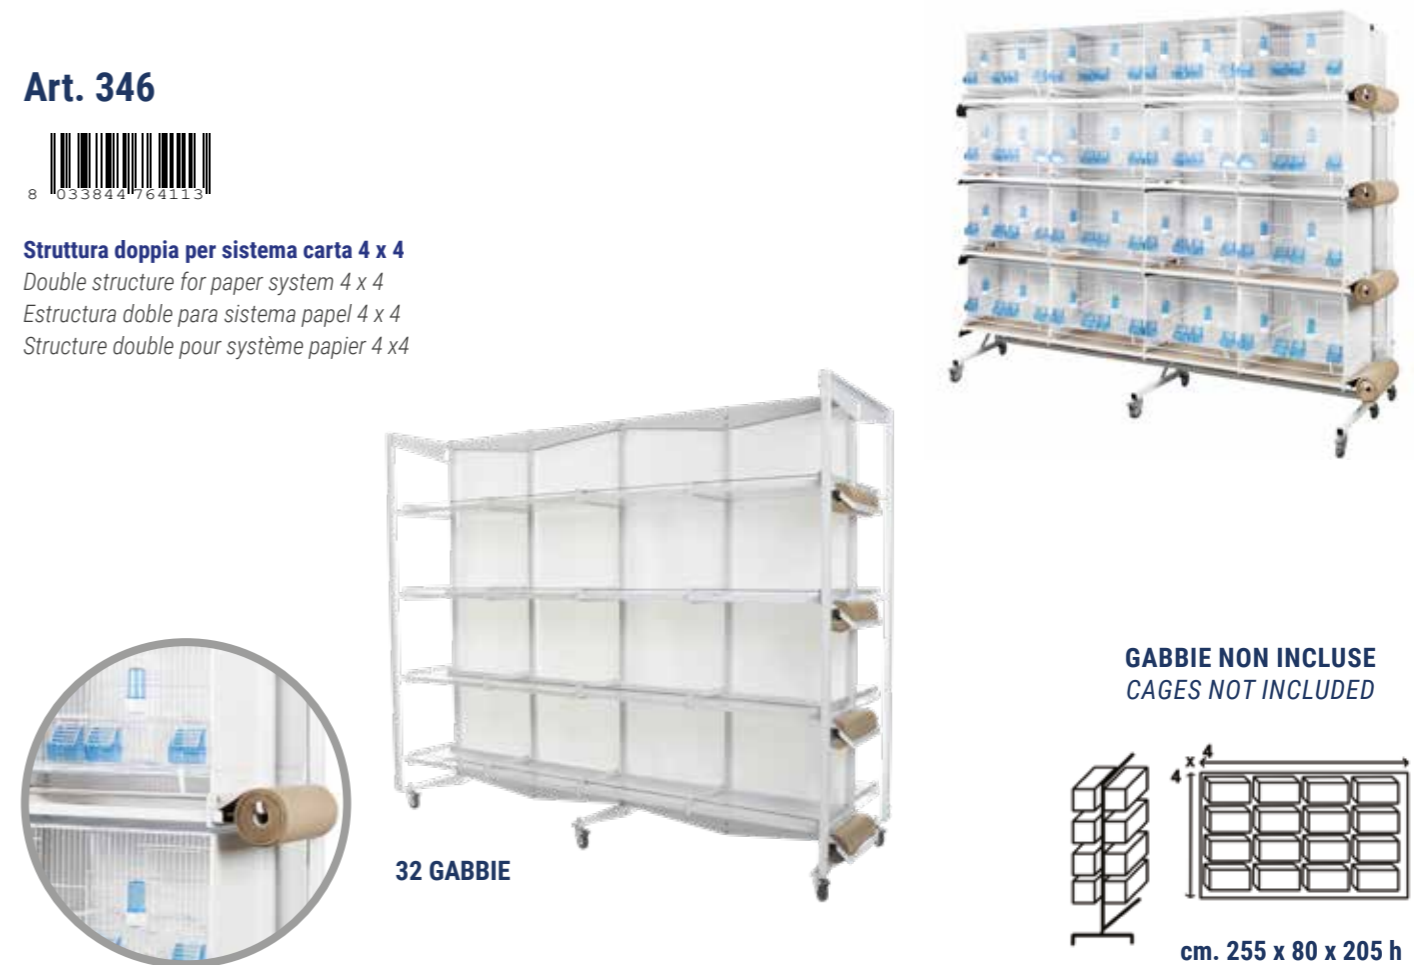 Art. 346
8 033844 764113
Struttura doppia per sistema carta 4 x 4
Double structure for paper system 4 x 4
Estructura doble para sistema papel 4 x 4
Structure double pour système papier 4 x4
32 GABBIE
GABBIE NON INCLUSE
CAGES NOT INCLUDED
4 x 4
cm. 255 x 80 x 205 h